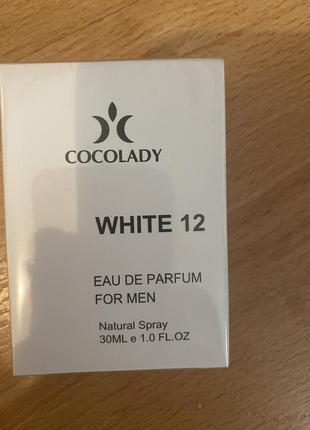 COCOLADY
WHITE 12
EAU DE PARFUM
FOR MEN
Natural Spray
30ML e 1.0 FL.OZ